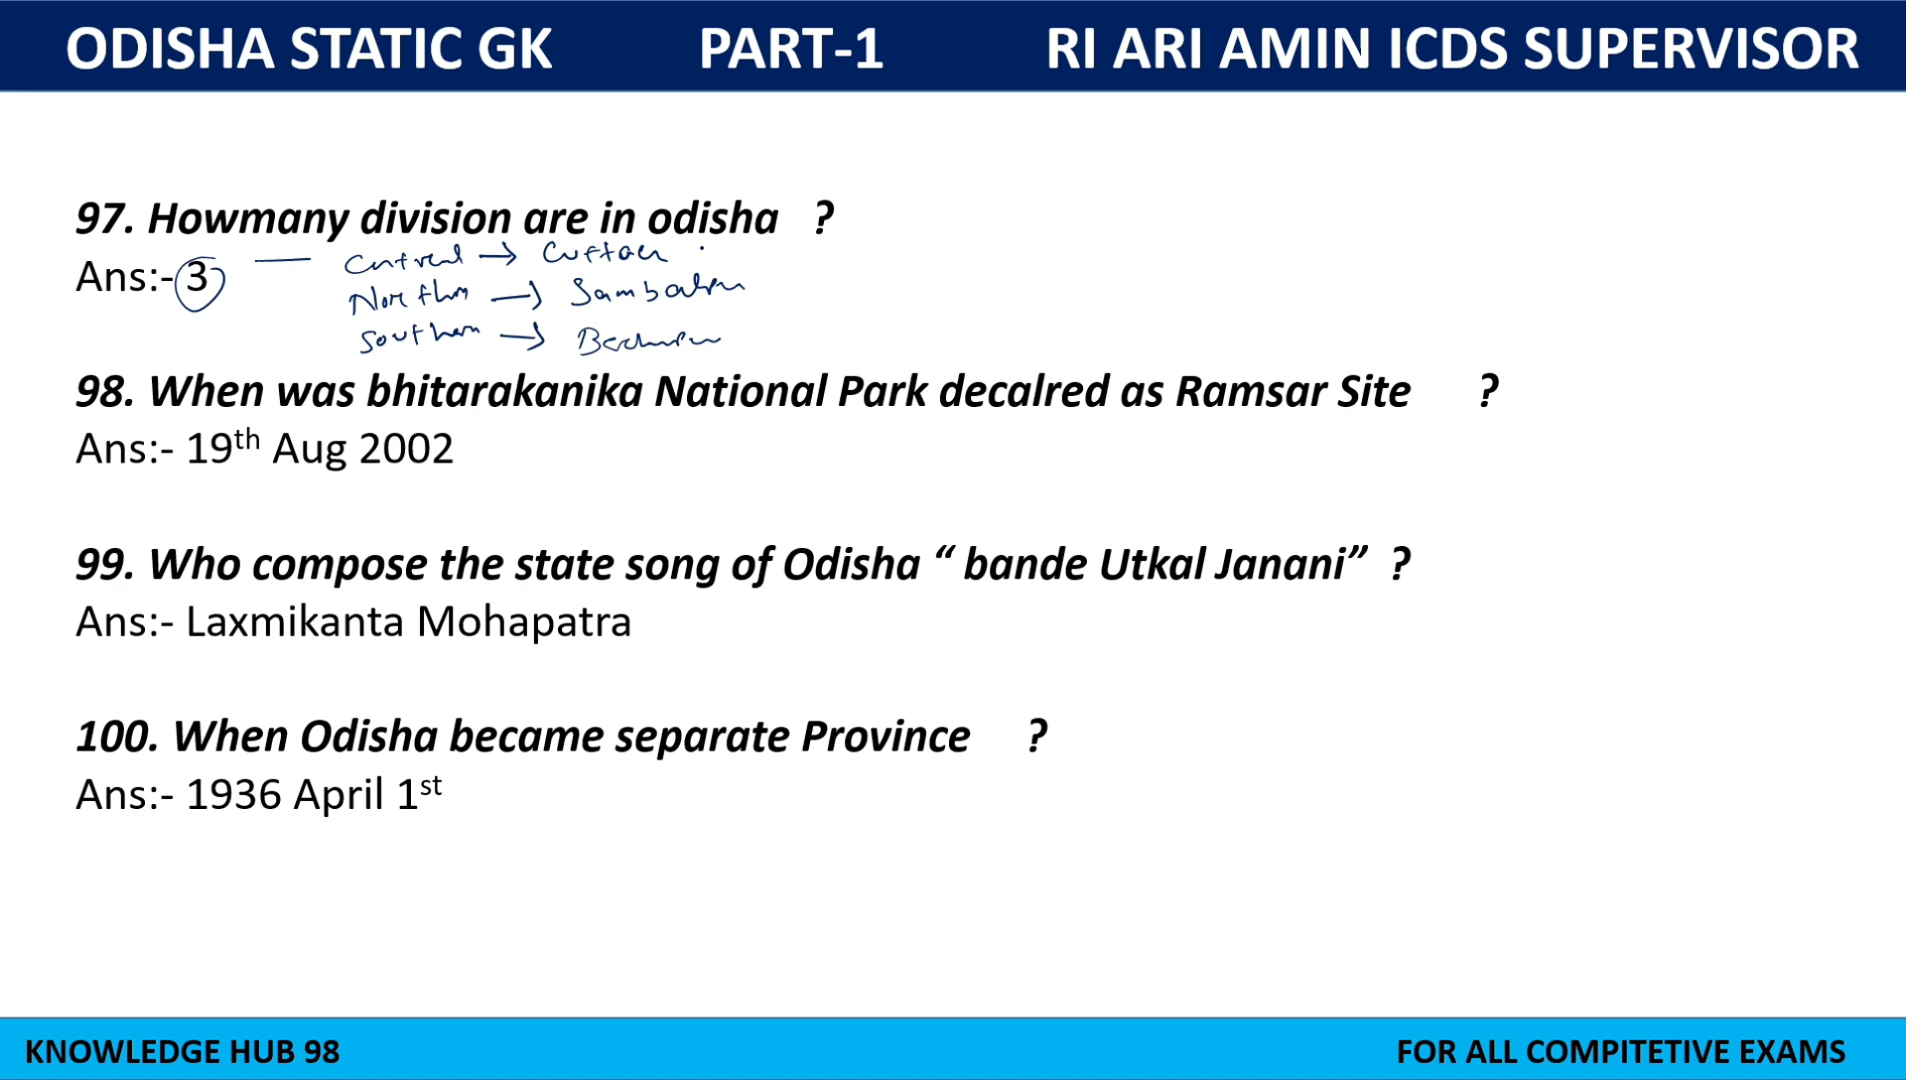 ODISHA STATIC GK PART-1 RI ARI AMIN ICDS SUPERVISOR
97. Howmany division are in odisha ?
Ans:- 3 — Central → Cuttack
Northn → Sambalpu
Southern →
98. When was bhitarakanika National Park decalred as Ramsar Site ?
Ans:- 19th Aug 2002
99. Who compose the state song of Odisha “ bande Utkal Janani” ?
Ans:- Laxmikanta Mohapatra
100. When Odisha became separate Province ?
Ans:- 1936 April 1st
KNOWLEDGE HUB 98 FOR ALL COMPITETIVE EXAMS